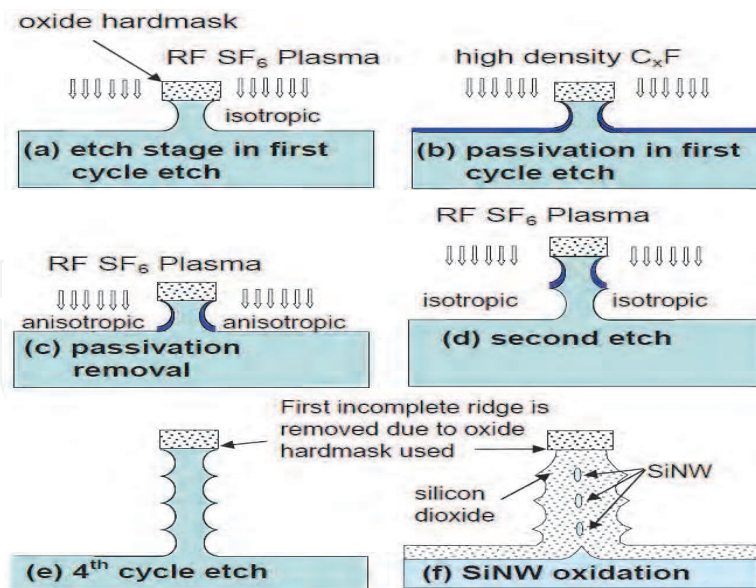 oxide hardmask
RF SF₆ Plasma
isotropic
(a) etch stage in first
cycle etch
high density CₓF
(b) passivation in first
cycle etch
RF SF₆ Plasma
anisotropic anisotropic
(c) passivation
removal
RF SF₆ Plasma
isotropic isotropic
(d) second etch
First incomplete ridge is
removed due to oxide
hardmask used
(e) 4ᵗʰ cycle etch
silicon
dioxide
SiNW
(f) SiNW oxidation